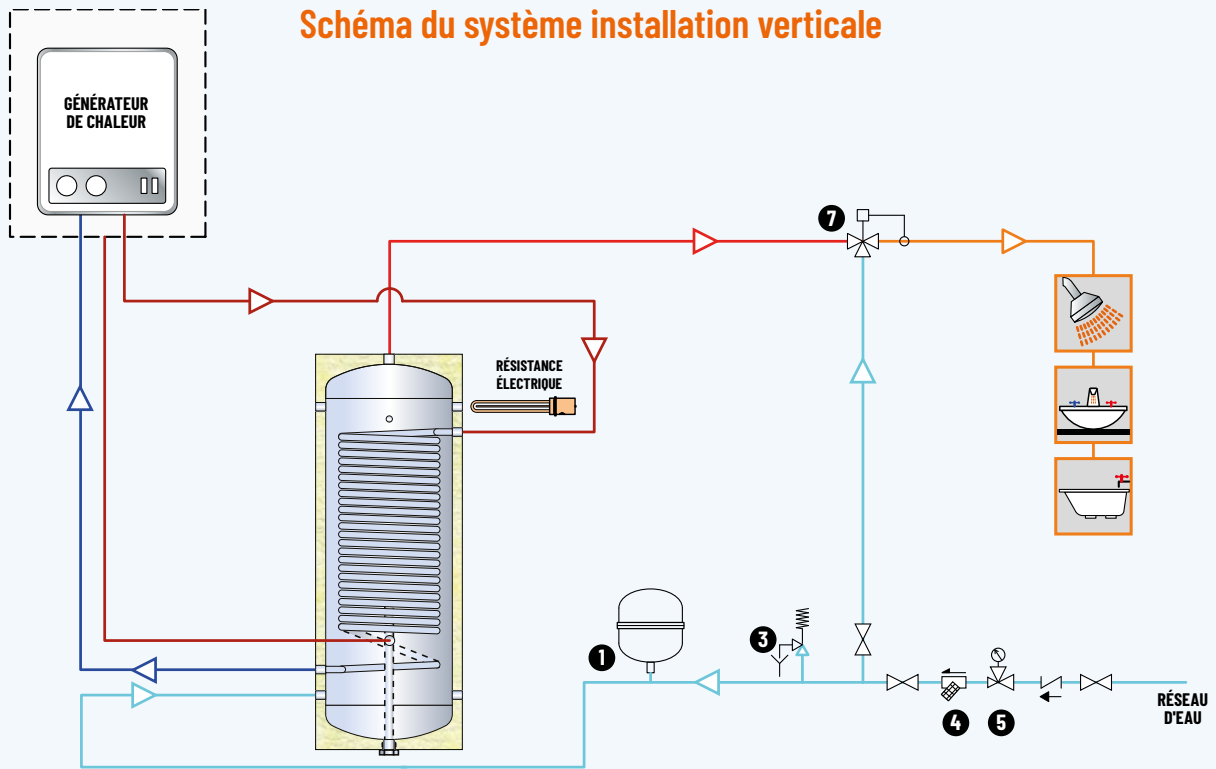 Schéma du système installation verticale
GÉNÉRATEUR
DE CHALEUR
7
RÉSISTANCE
ÉLECTRIQUE
1
3
4
5
RÉSEAU
D'EAU